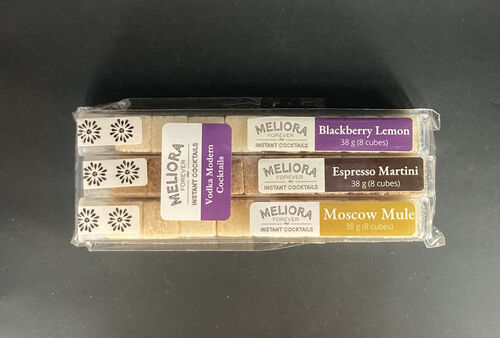 MELIORA
FOREVER
INSTANT COCKTAILS
Blackberry Lemon
38 g (8 cubes)
MELIORA
FOREVER
INSTANT COCKTAILS
Vodka Modern
Cocktails
MELIORA
FOREVER
INSTANT COCKTAILS
Espresso Martini
38 g (8 cubes)
MELIORA
FOREVER
INSTANT COCKTAILS
Moscow Mule
38 g (8 cubes)